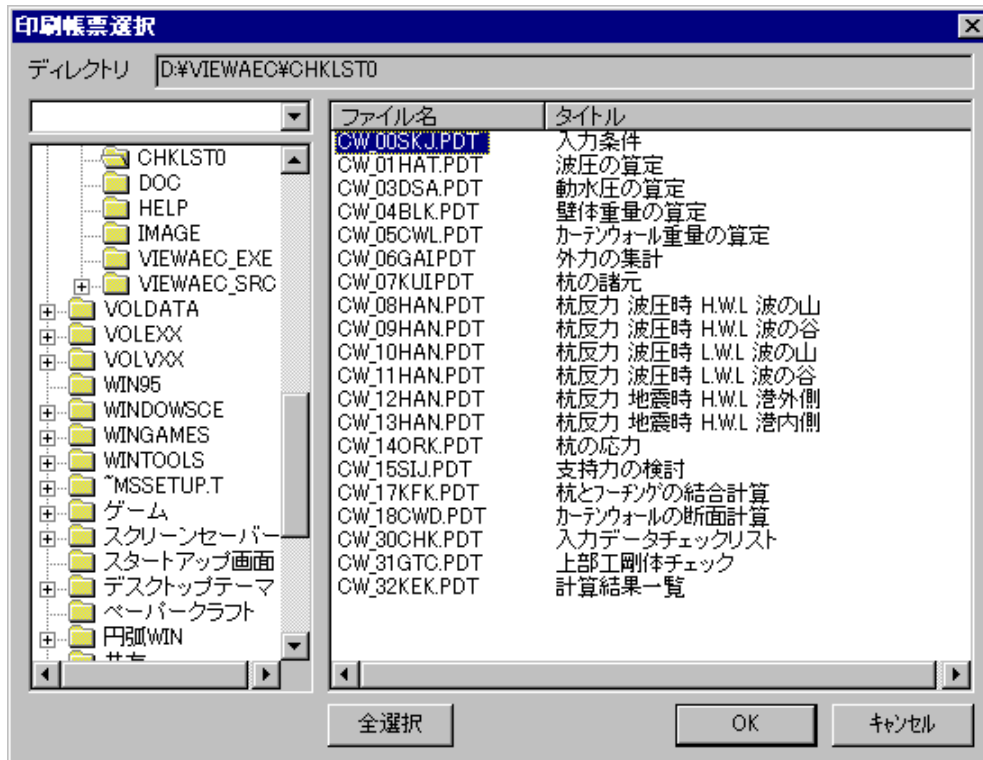 印刷帳票選択
ディレクトリ D:¥VIEWAEC¥CHKLST0
CHKLST0
DOC
HELP
IMAGE
VIEWAEC_EXE
VIEWAEC_SRC
VOLDATA
VOLEXX
VOLVXX
WIN95
WINDOWSCE
WINGAMES
WINTOOLS
~MSSETUP.T
ゲーム
スクリーンセーバー
スタートアップ画面
デスクトップテーマ
ペーパークラフト
円弧WIN
ファイル名 タイトル
CW_00SKJ.PDT 入力条件
CW_01HAT.PDT 波圧の算定
CW_03DSA.PDT 動水圧の算定
CW_04BLK.PDT 壁体重量の算定
CW_05CWL.PDT ｶｰﾃﾝｳｫｰﾙ重量の算定
CW_06GAI.PDT 外力の集計
CW_07KUI.PDT 杭の諸元
CW_08HAN.PDT 杭反力 波圧時 H.W.L 波の山
CW_09HAN.PDT 杭反力 波圧時 H.W.L 波の谷
CW_10HAN.PDT 杭反力 波圧時 L.W.L 波の山
CW_11HAN.PDT 杭反力 波圧時 L.W.L 波の谷
CW_12HAN.PDT 杭反力 地震時 H.W.L 港外側
CW_13HAN.PDT 杭反力 地震時 H.W.L 港内側
CW_14ORK.PDT 杭の応力
CW_15SIJ.PDT 支持力の検討
CW_17KFK.PDT 杭とﾌｰﾁﾝｸﾞの結合計算
CW_18CWD.PDT ｶｰﾃﾝｳｫｰﾙの断面計算
CW_30CHK.PDT 入力データチェックリスト
CW_31GTC.PDT 上部工剛体チェック
CW_32KEK.PDT 計算結果一覧
全選択 OK ｷｬﾝｾﾙ